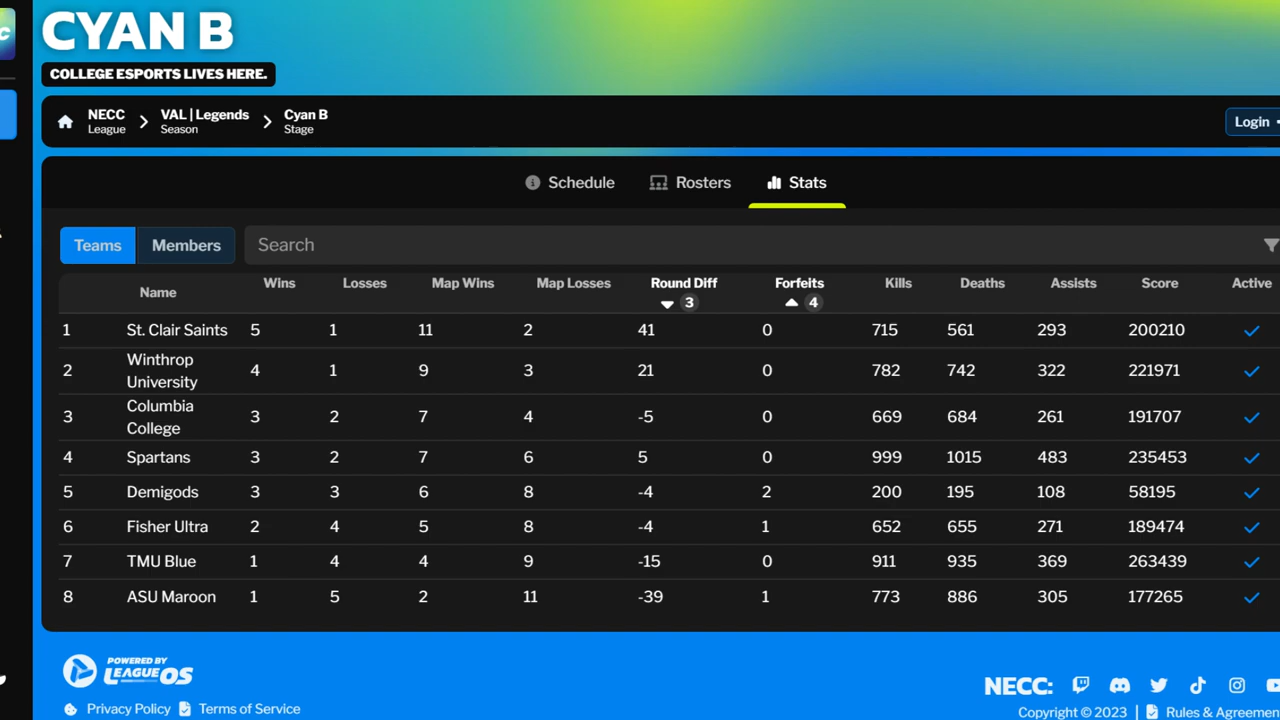 CYAN B
COLLEGE ESPORTS LIVES HERE.
NECC
League
VAL | Legends
Season
Cyan B
Stage
Login
Schedule
Rosters
Stats
Teams
Members
Search
Name Wins Losses Map Wins Map Losses Round Diff 3 Forfeits 4 Kills Deaths Assists Score Active
1 St. Clair Saints 5 1 11 2 41 0 715 561 293 200210
2 Winthrop University 4 1 9 3 21 0 782 742 322 221971
3 Columbia College 3 2 7 4 -5 0 669 684 261 191707
4 Spartans 3 2 7 6 5 0 999 1015 483 235453
5 Demigods 3 3 6 8 -4 2 200 195 108 58195
6 Fisher Ultra 2 4 5 8 -4 1 652 655 271 189474
7 TMU Blue 1 4 4 9 -15 0 911 935 369 263439
8 ASU Maroon 1 5 2 11 -39 1 773 886 305 177265
POWERED BY
LEAGUEOS
Privacy Policy Terms of Service
NECC:
Copyright © 2023 | Rules & Agreemen